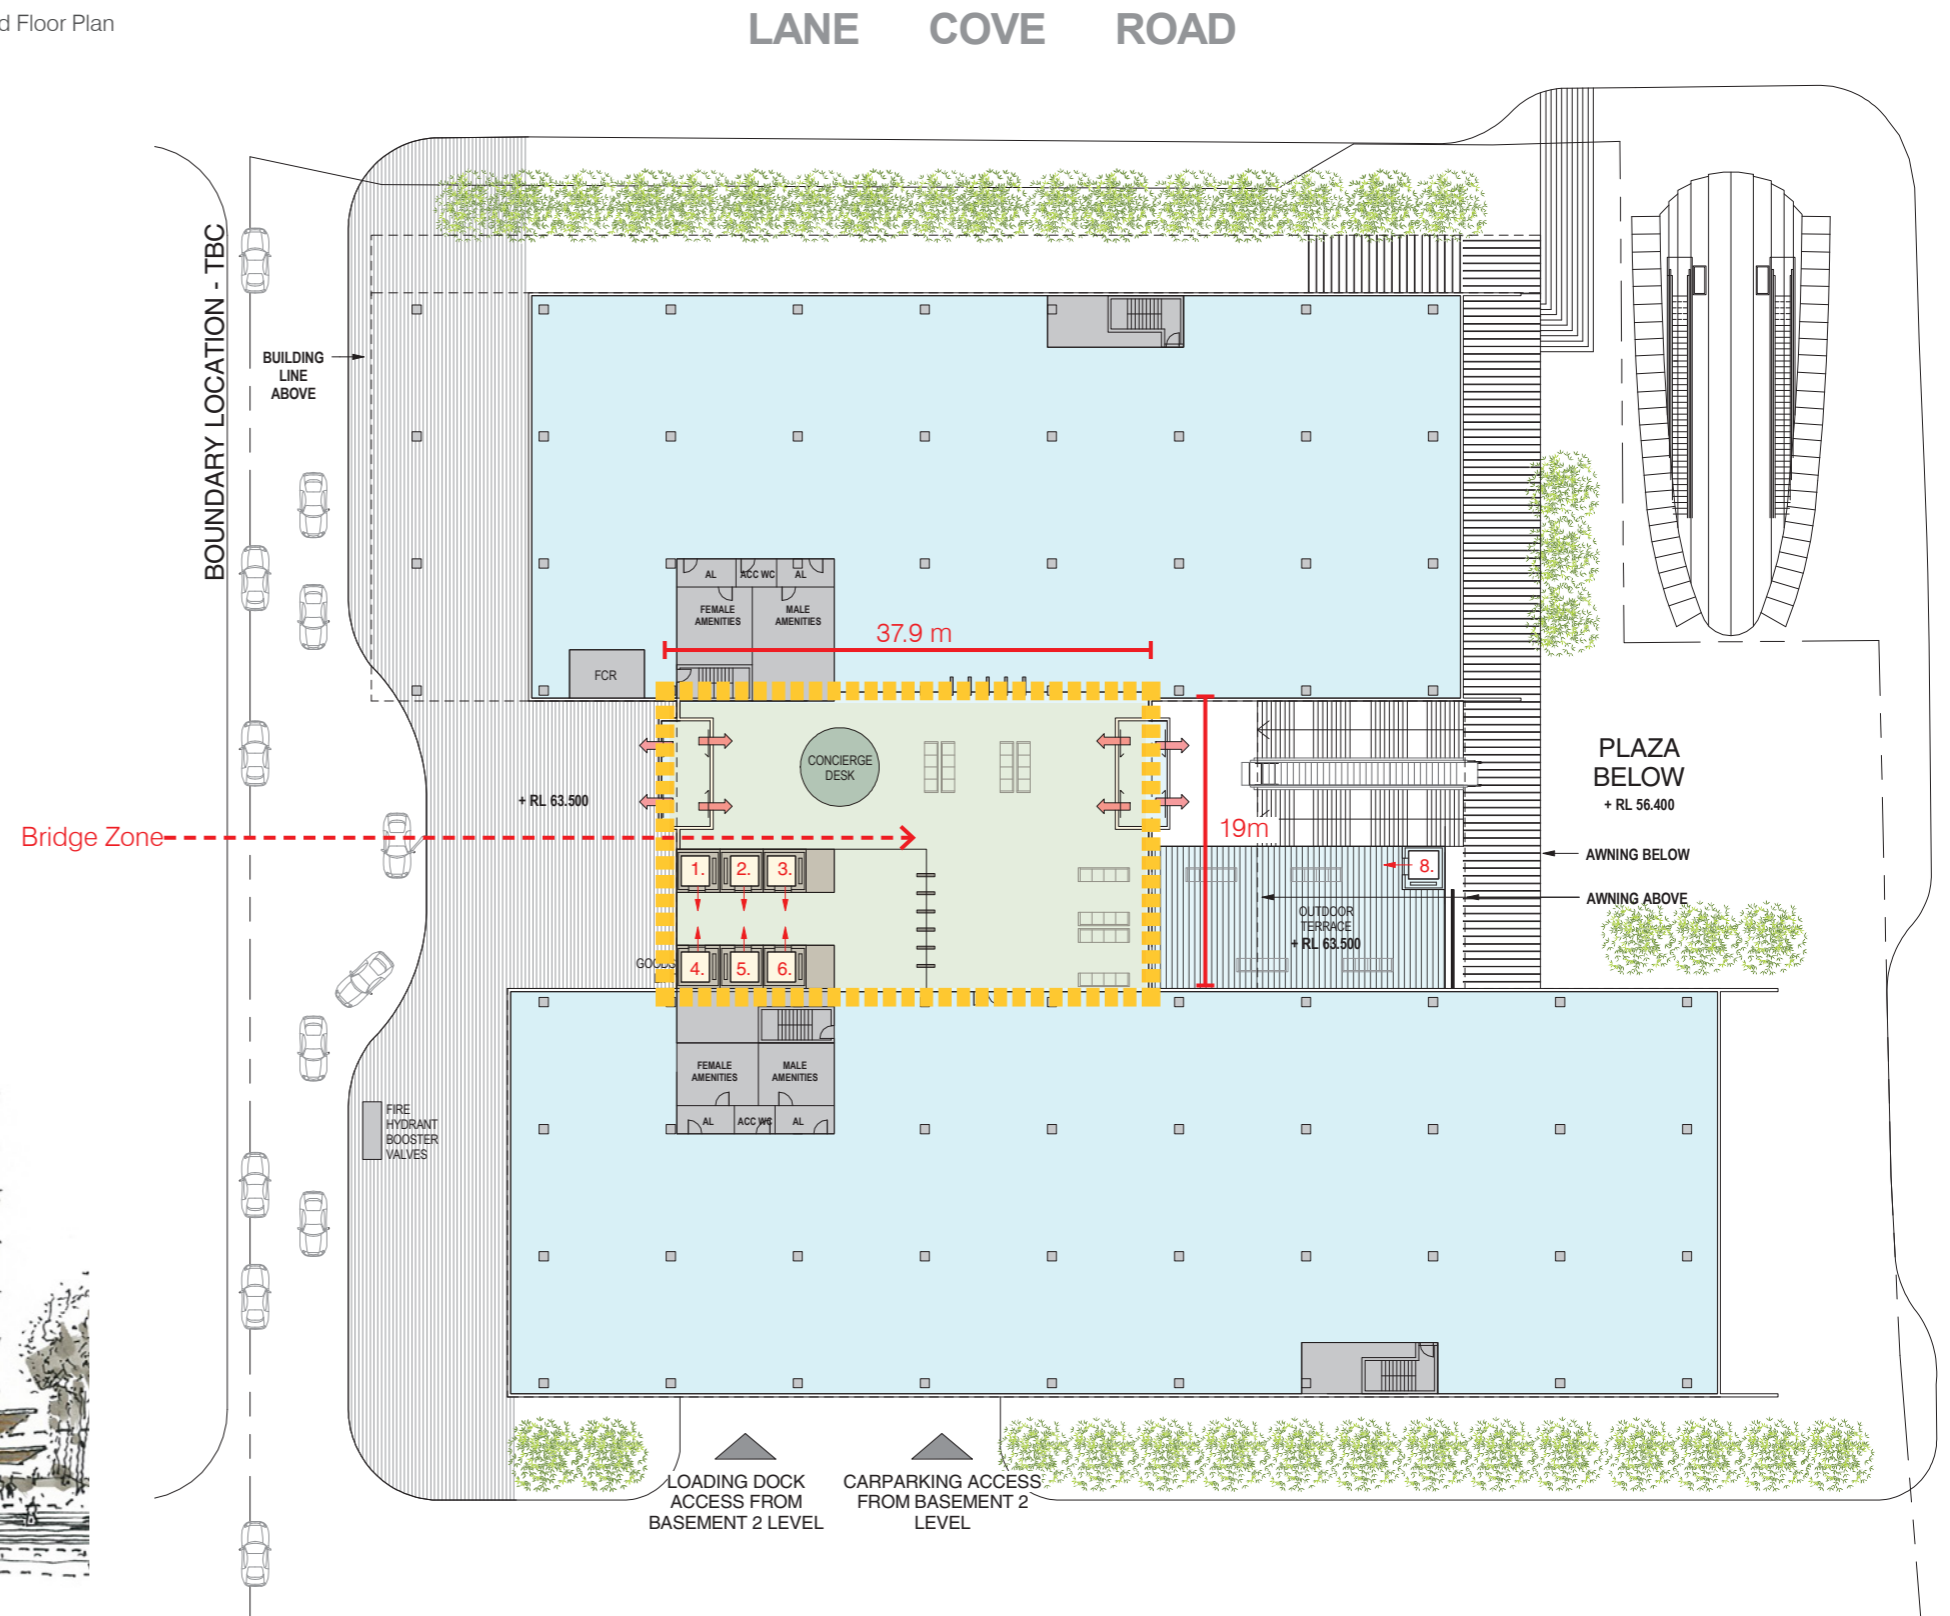 d Floor Plan
LANE COVE ROAD
BOUNDARY LOCATION - TBC
BUILDING
LINE
ABOVE
AL
ACC WC
AL
FEMALE
AMENITIES
MALE
AMENITIES
FCR
37.9 m
CONCIERGE
DESK
+ RL 63.500
Bridge Zone
19m
PLAZA
BELOW
+ RL 56.400
AWNING BELOW
AWNING ABOVE
1.
2.
3.
8.
OUTDOOR
TERRACE
+ RL 63.500
GOODS
4.
5.
6.
FEMALE
AMENITIES
MALE
AMENITIES
AL
ACC WC
AL
FIRE
HYDRANT
BOOSTER
VALVES
LOADING DOCK
ACCESS FROM
BASEMENT 2 LEVEL
CARPARKING ACCESS
FROM BASEMENT 2
LEVEL